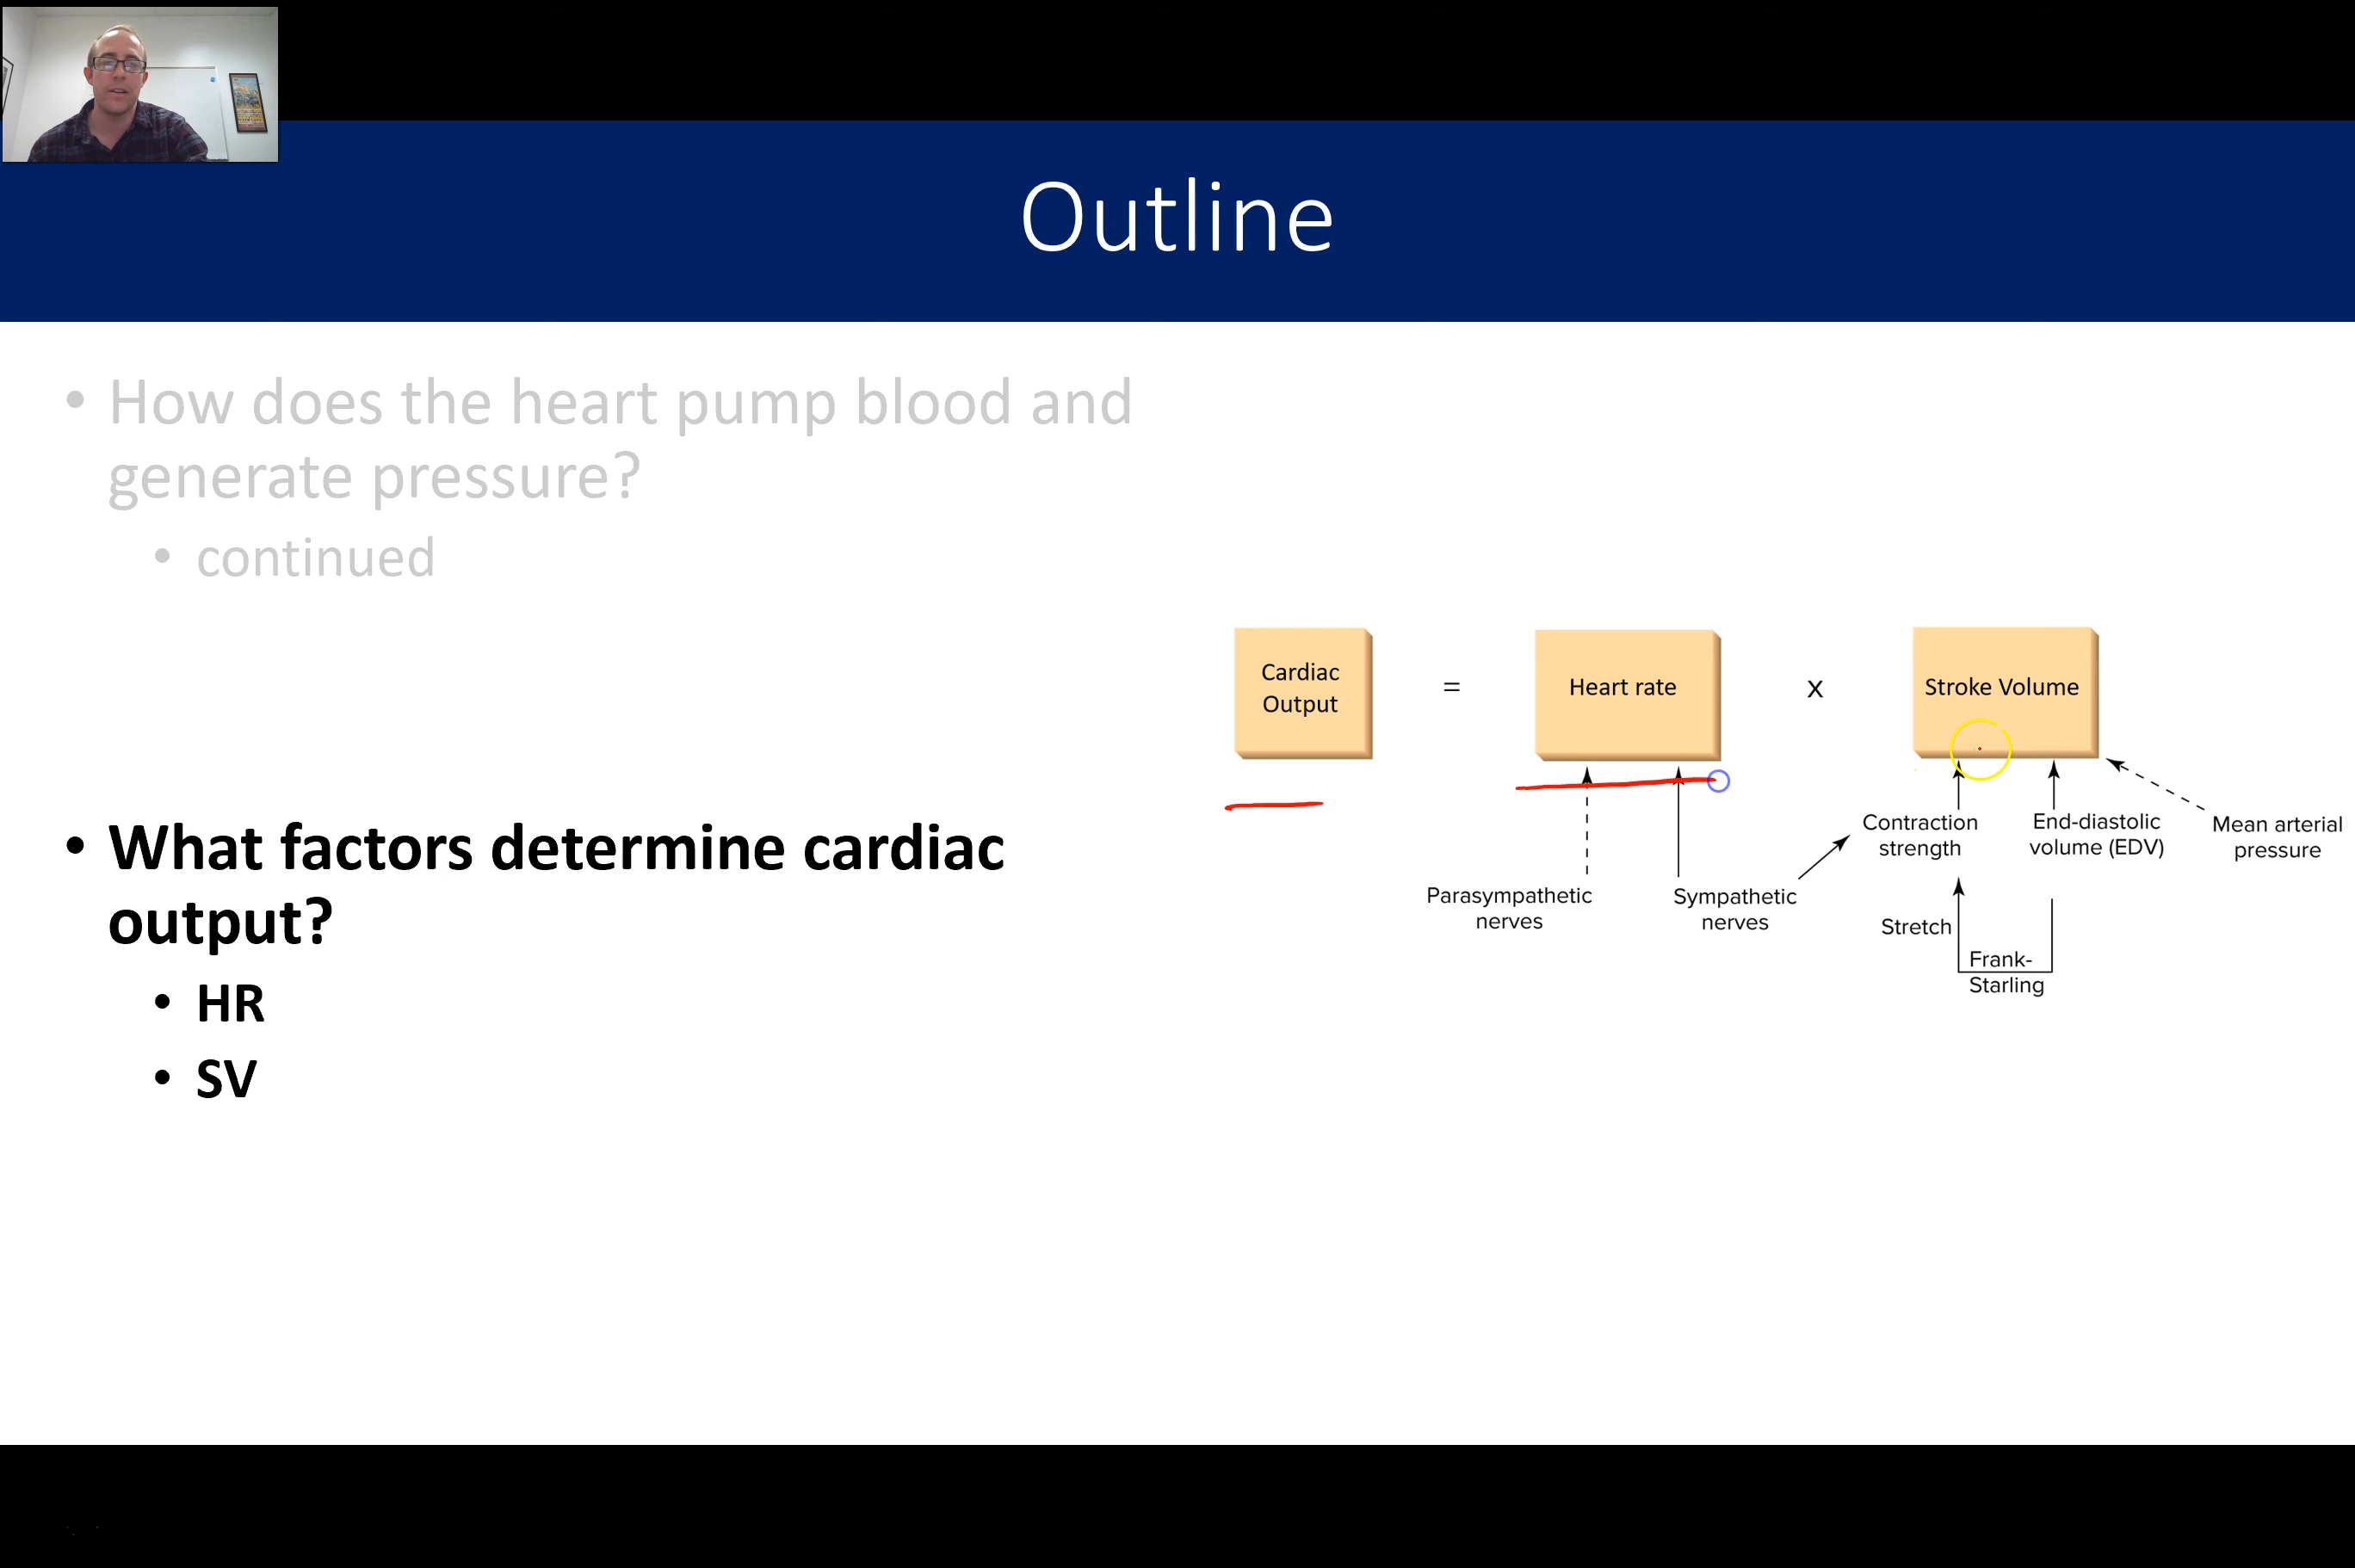 Outline
• How does the heart pump blood and
generate pressure?
• continued
• What factors determine cardiac
output?
• HR
• SV
Cardiac
Output
=
Heart rate
x
Stroke Volume
Parasympathetic
nerves
Sympathetic
nerves
Contraction
strength
End-diastolic
volume (EDV)
Mean arterial
pressure
Stretch
Frank-
Starling